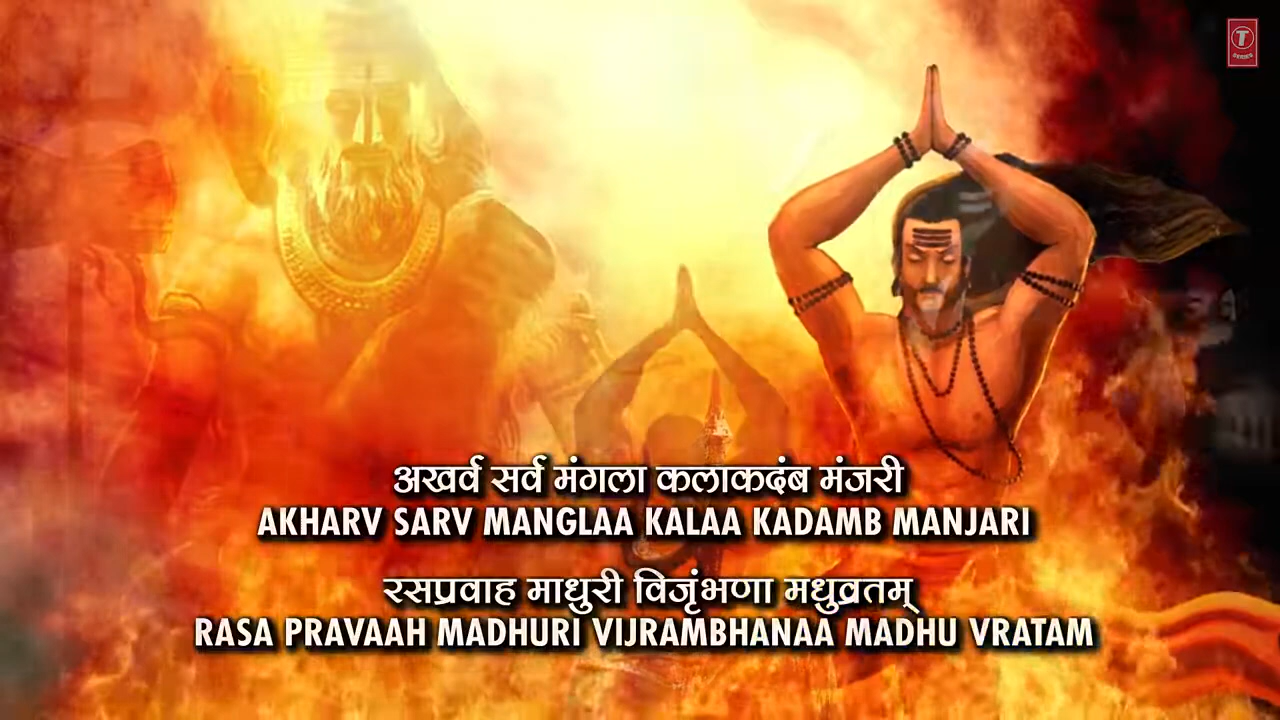 T
SERIES
अखर्व सर्व मंगला कलाकदंब मंजरी
AKHARV SARV MANGLAA KALAA KADAMB MANJARI
रसप्रवाह माधुरी विजृंभणा मधुव्रतम्
RASA PRAVAAH MADHURI VIJRAMBHANAA MADHU VRATAM